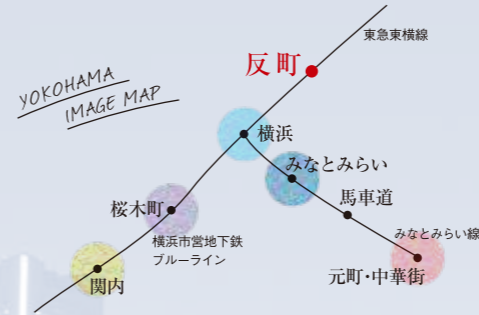 東急東横線
反町
YOKOHAMA
IMAGE MAP
横浜
みなとみらい
桜木町
馬車道
横浜市営地下鉄
ブルーライン
みなとみらい線
関内
元町・中華街